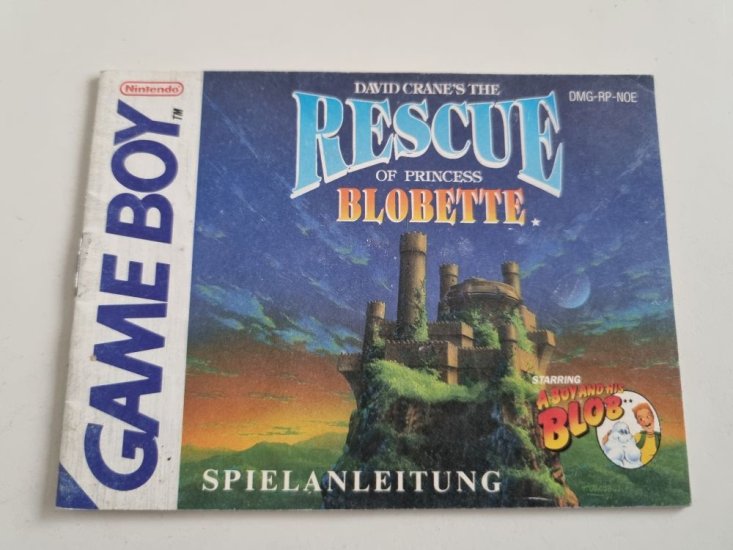 Nintendo
GAME BOY
TM
DAVID CRANE'S THE
RESCUE
OF PRINCESS
BLOBETTE
DMG-RP-NOE
STARRING
A BOY AND HIS
BLOB
SPIELANLEITUNG